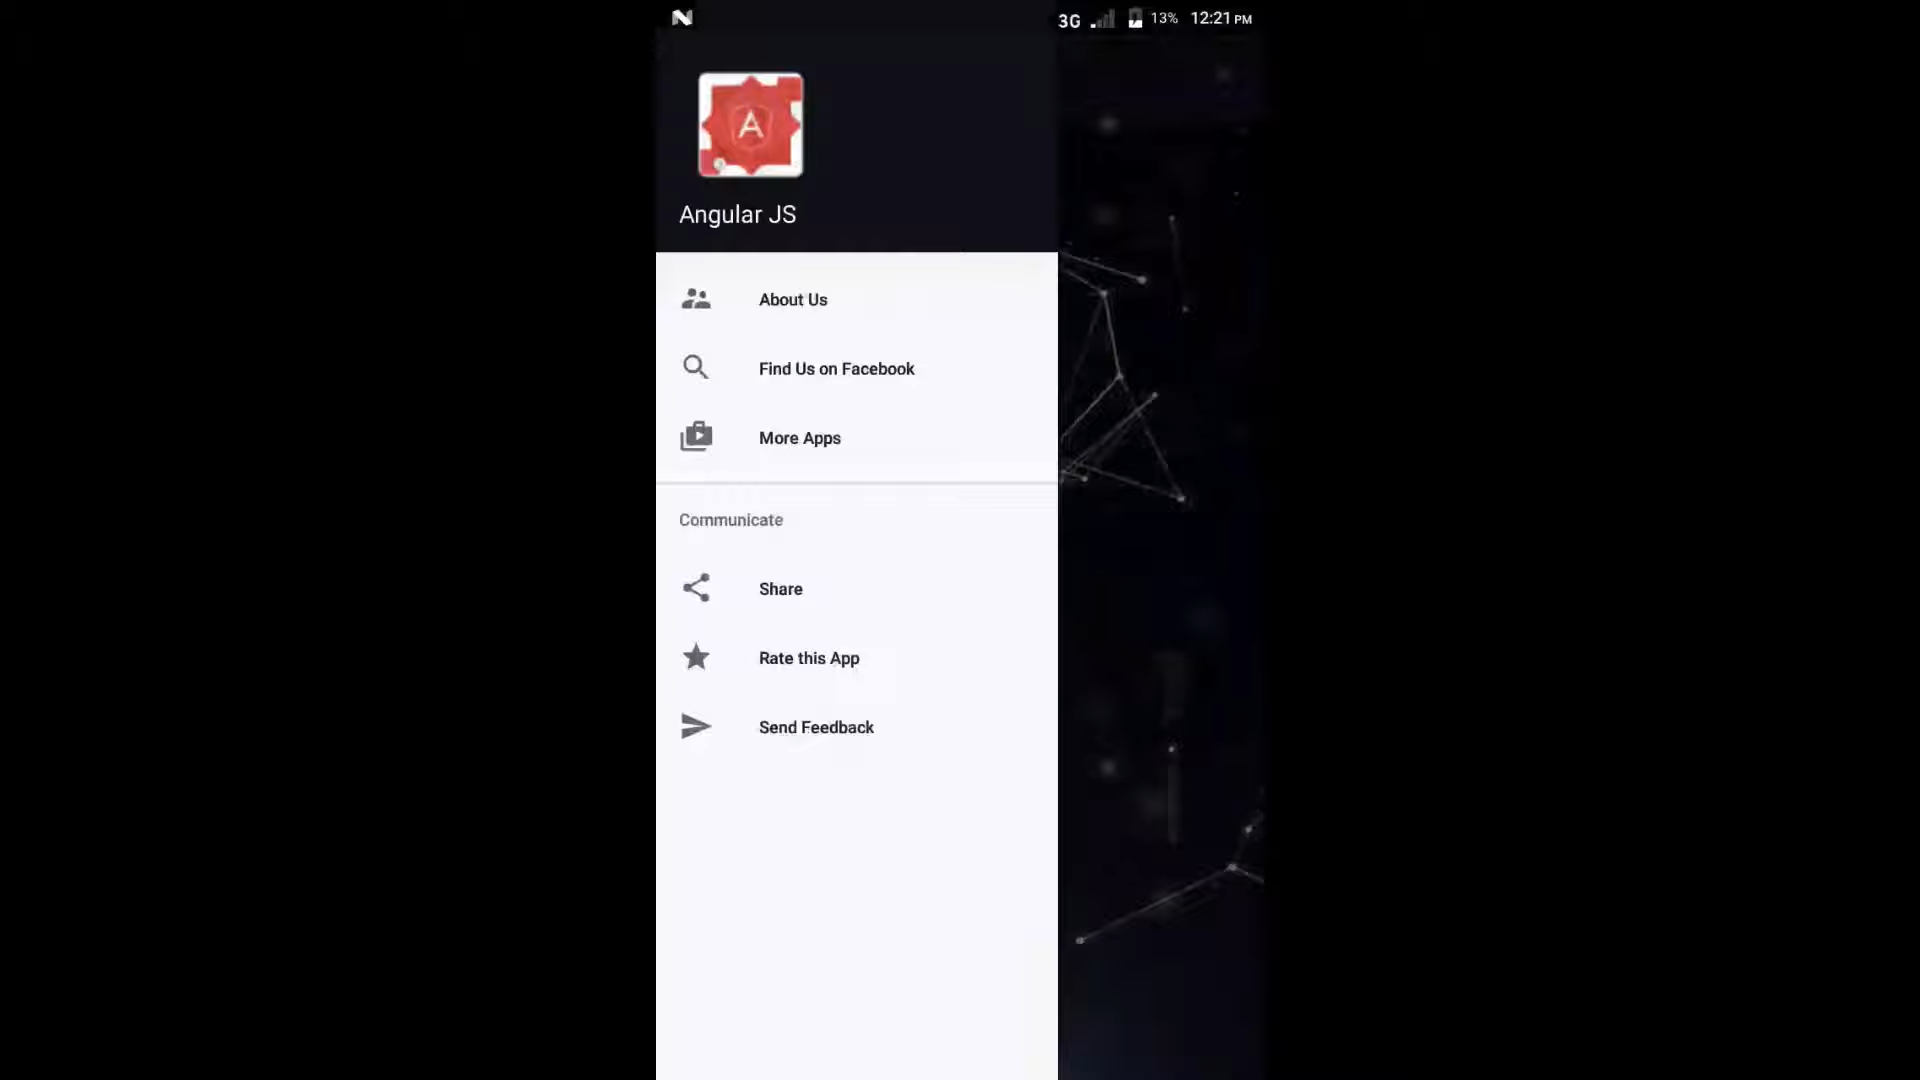 3G 13% 12:21 PM
A
Angular JS
About Us
Find Us on Facebook
More Apps
Communicate
Share
Rate this App
Send Feedback